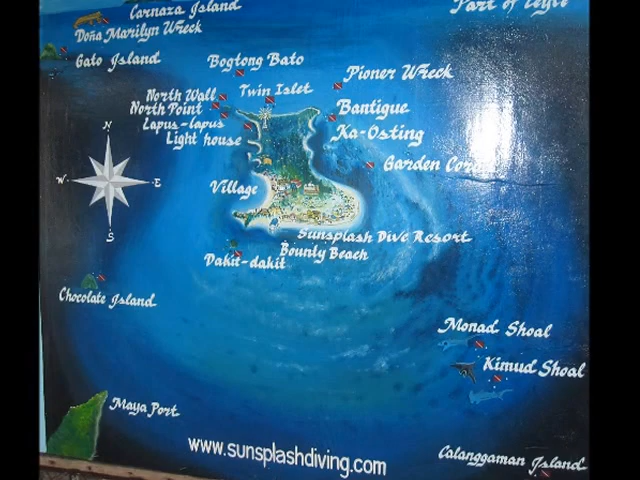 Carnaza Island
Part of Leyte
Doña Marilyn Wreck
Gato Island
Bogtong Bato
Pioner Wreck
Twin Islet
North Wall
North Point
Bantigue
Lapus-lapus
Ka-Osting
Light house
Garden
N
W
E
S
Village
Sunsplash Dive Resort
Bounty Beach
Dakit-dakit
Chocolate Island
Monad Shoal
Kimud Shoal
Maya Port
www.sunsplashdiving.com
Calanggaman Island